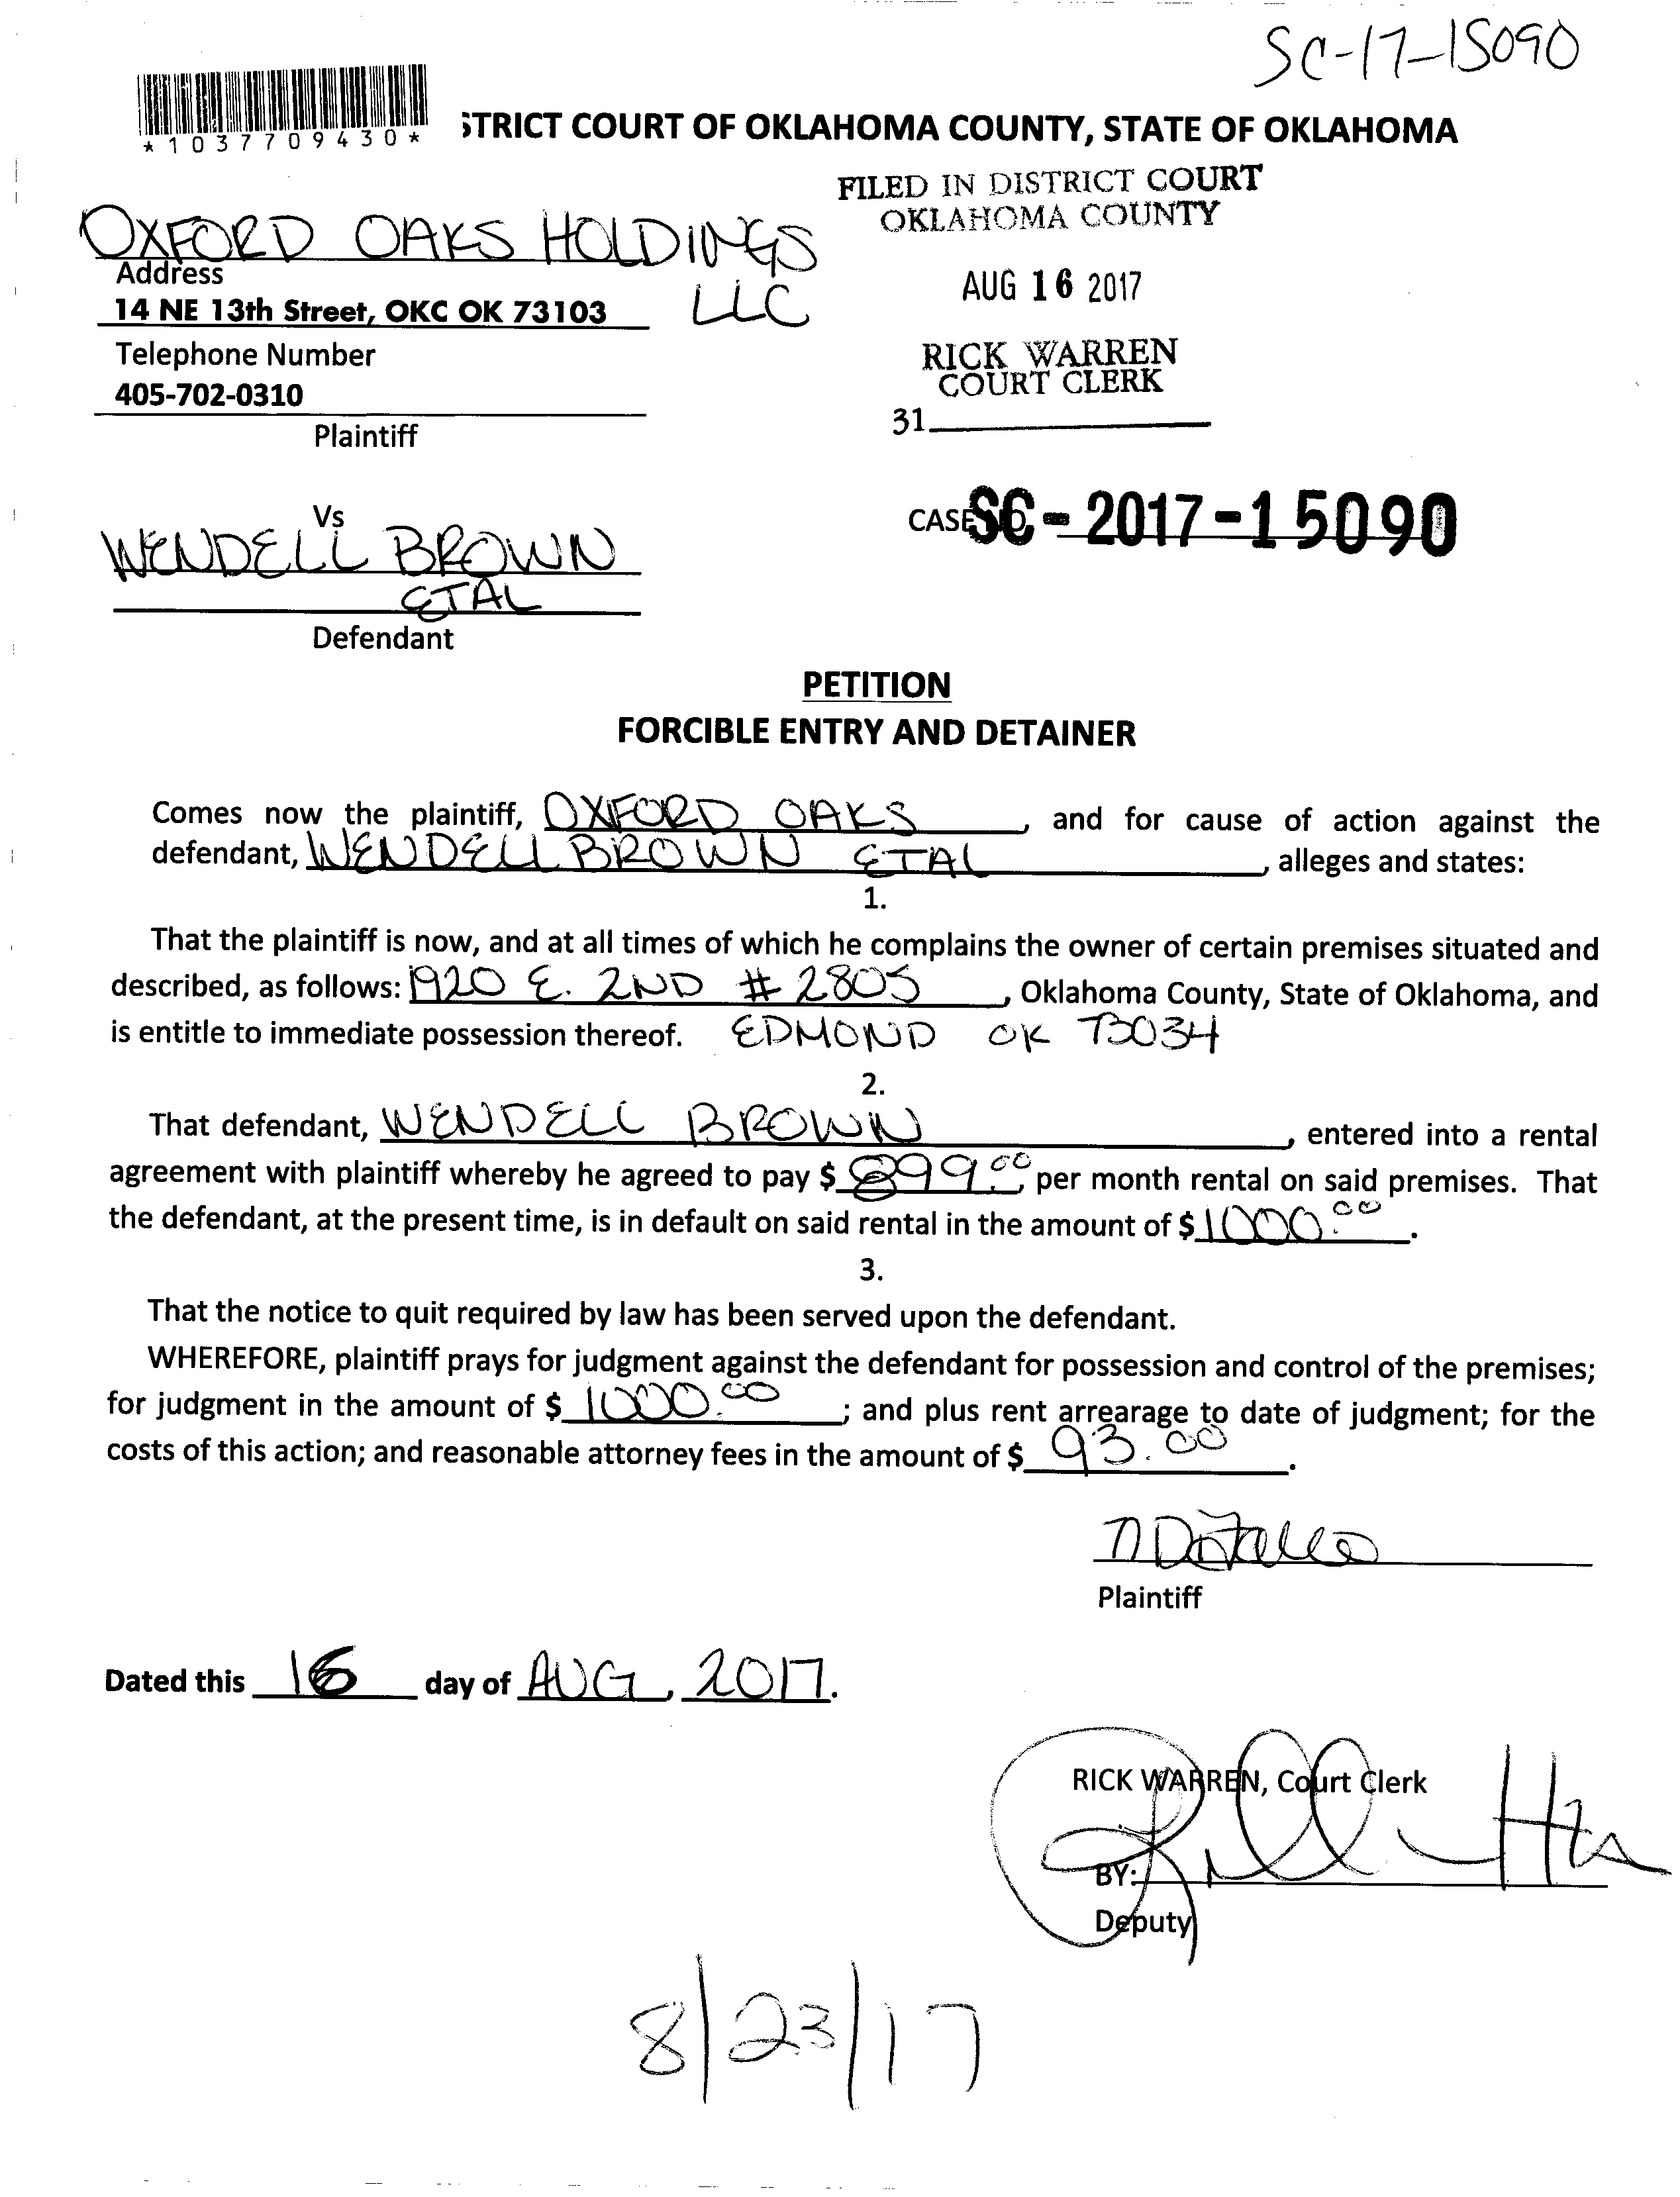 SC-17-15090
*1037709430*
STRICT COURT OF OKLAHOMA COUNTY, STATE OF OKLAHOMA
FILED IN DISTRICT COURT
OKLAHOMA COUNTY
OXFORD OAKS HOLDINGS
LLC
Address
14 NE 13th Street, OKC OK 73103
AUG 16 2017
Telephone Number
405-702-0310
RICK WARREN
COURT CLERK
31
Plaintiff
Vs
CASE SC-2017-15090
WENDELL BROWN
ETAL
Defendant
PETITION
FORCIBLE ENTRY AND DETAINER
Comes now the plaintiff, OXFORD OAKS, and for cause of action against the
defendant, WENDELL BROWN ETAL, alleges and states:
1.
That the plaintiff is now, and at all times of which he complains the owner of certain premises situated and
described, as follows: 1920 E. 2ND # 2805, Oklahoma County, State of Oklahoma, and
is entitle to immediate possession thereof. EDMOND OK 73034
2.
That defendant, WENDELL BROWN, entered into a rental
agreement with plaintiff whereby he agreed to pay $ 899.00 per month rental on said premises. That
the defendant, at the present time, is in default on said rental in the amount of $ 1000.00.
3.
That the notice to quit required by law has been served upon the defendant.
WHEREFORE, plaintiff prays for judgment against the defendant for possession and control of the premises;
for judgment in the amount of $ 1000.00; and plus rent arrearage to date of judgment; for the
costs of this action; and reasonable attorney fees in the amount of $ 93.00.
Plaintiff
Dated this 16 day of AUG, 2017.
RICK WARREN, Court Clerk
BY:
Deputy
8/23/17